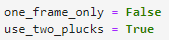 one_frame_only = False
use_two_plucks = True